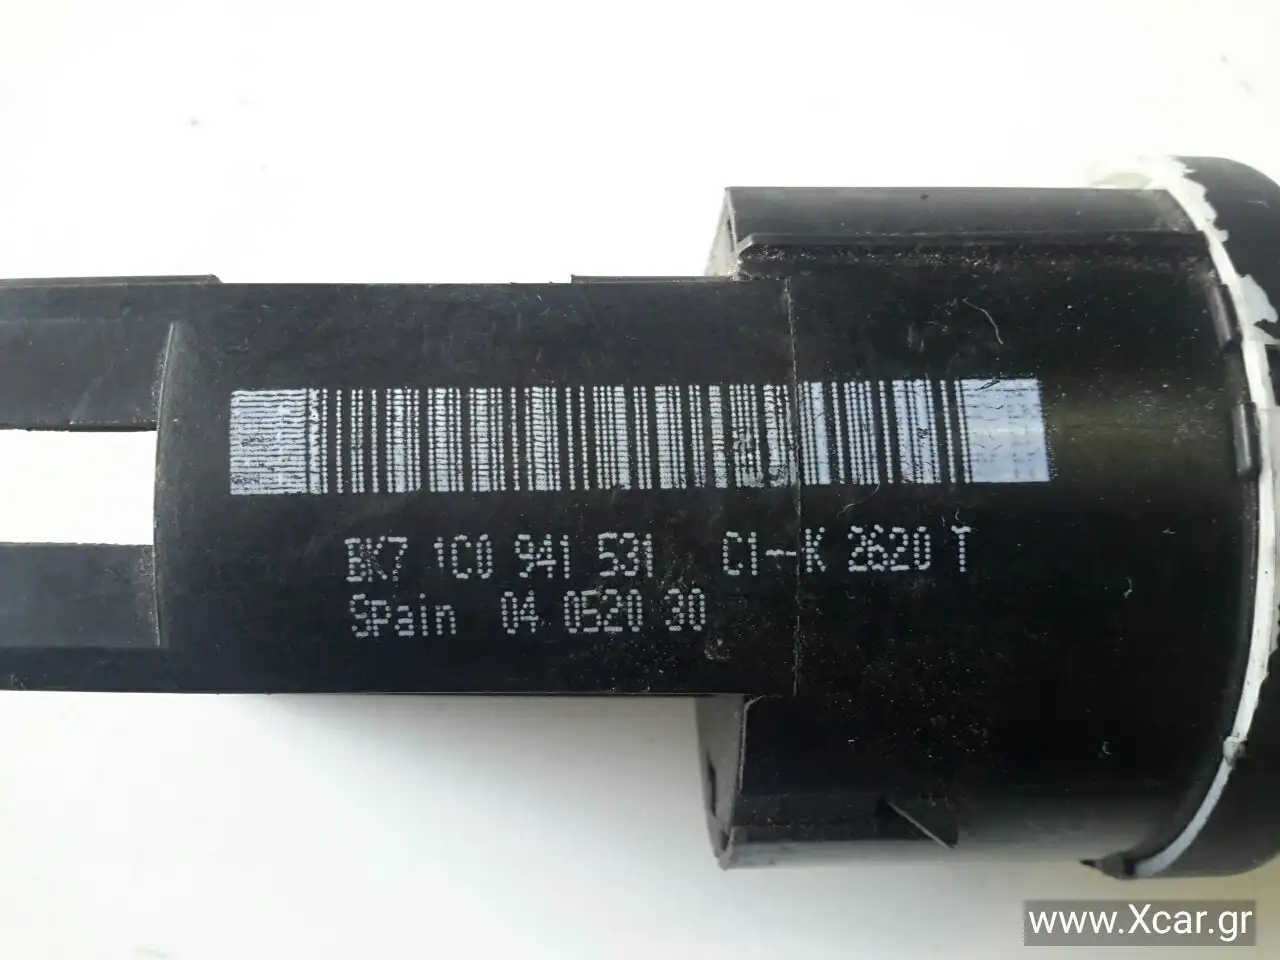 BK7 1C0 941 531 C1--K 2620 T
SPain 04 0520 30
www.Xcar.gr